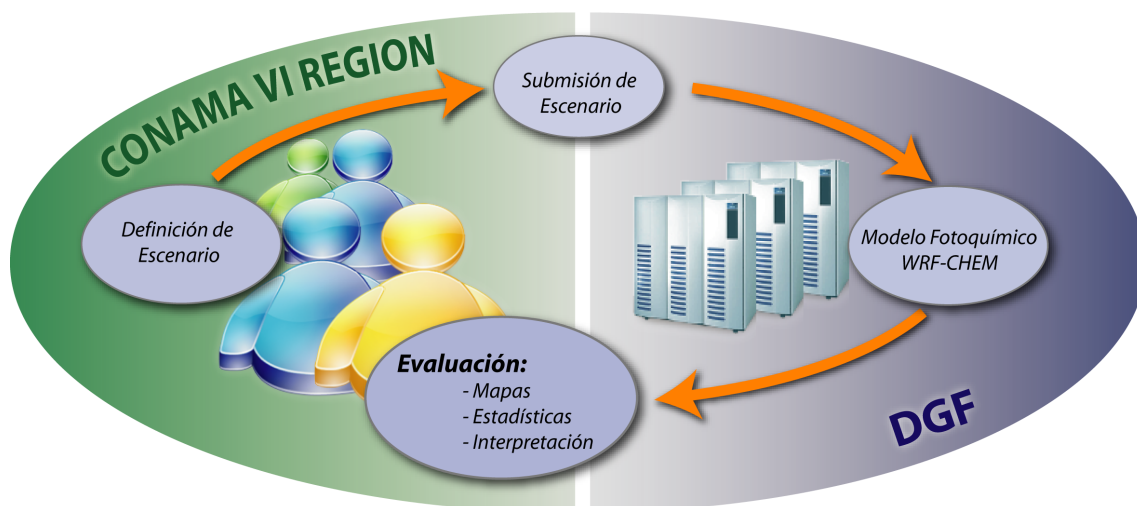 CONAMA VI REGION
Submisión de
Escenario
Definición de
Escenario
Modelo Fotoquímico
WRF-CHEM
Evaluación:
- Mapas
- Estadísticas
- Interpretación
DGF